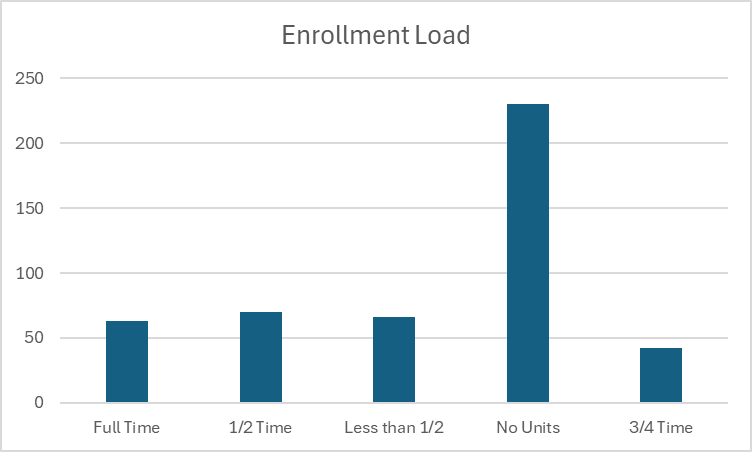 Enrollment Load
250
200
150
100
50
0
Full Time
1/2 Time
Less than 1/2
No Units
3/4 Time